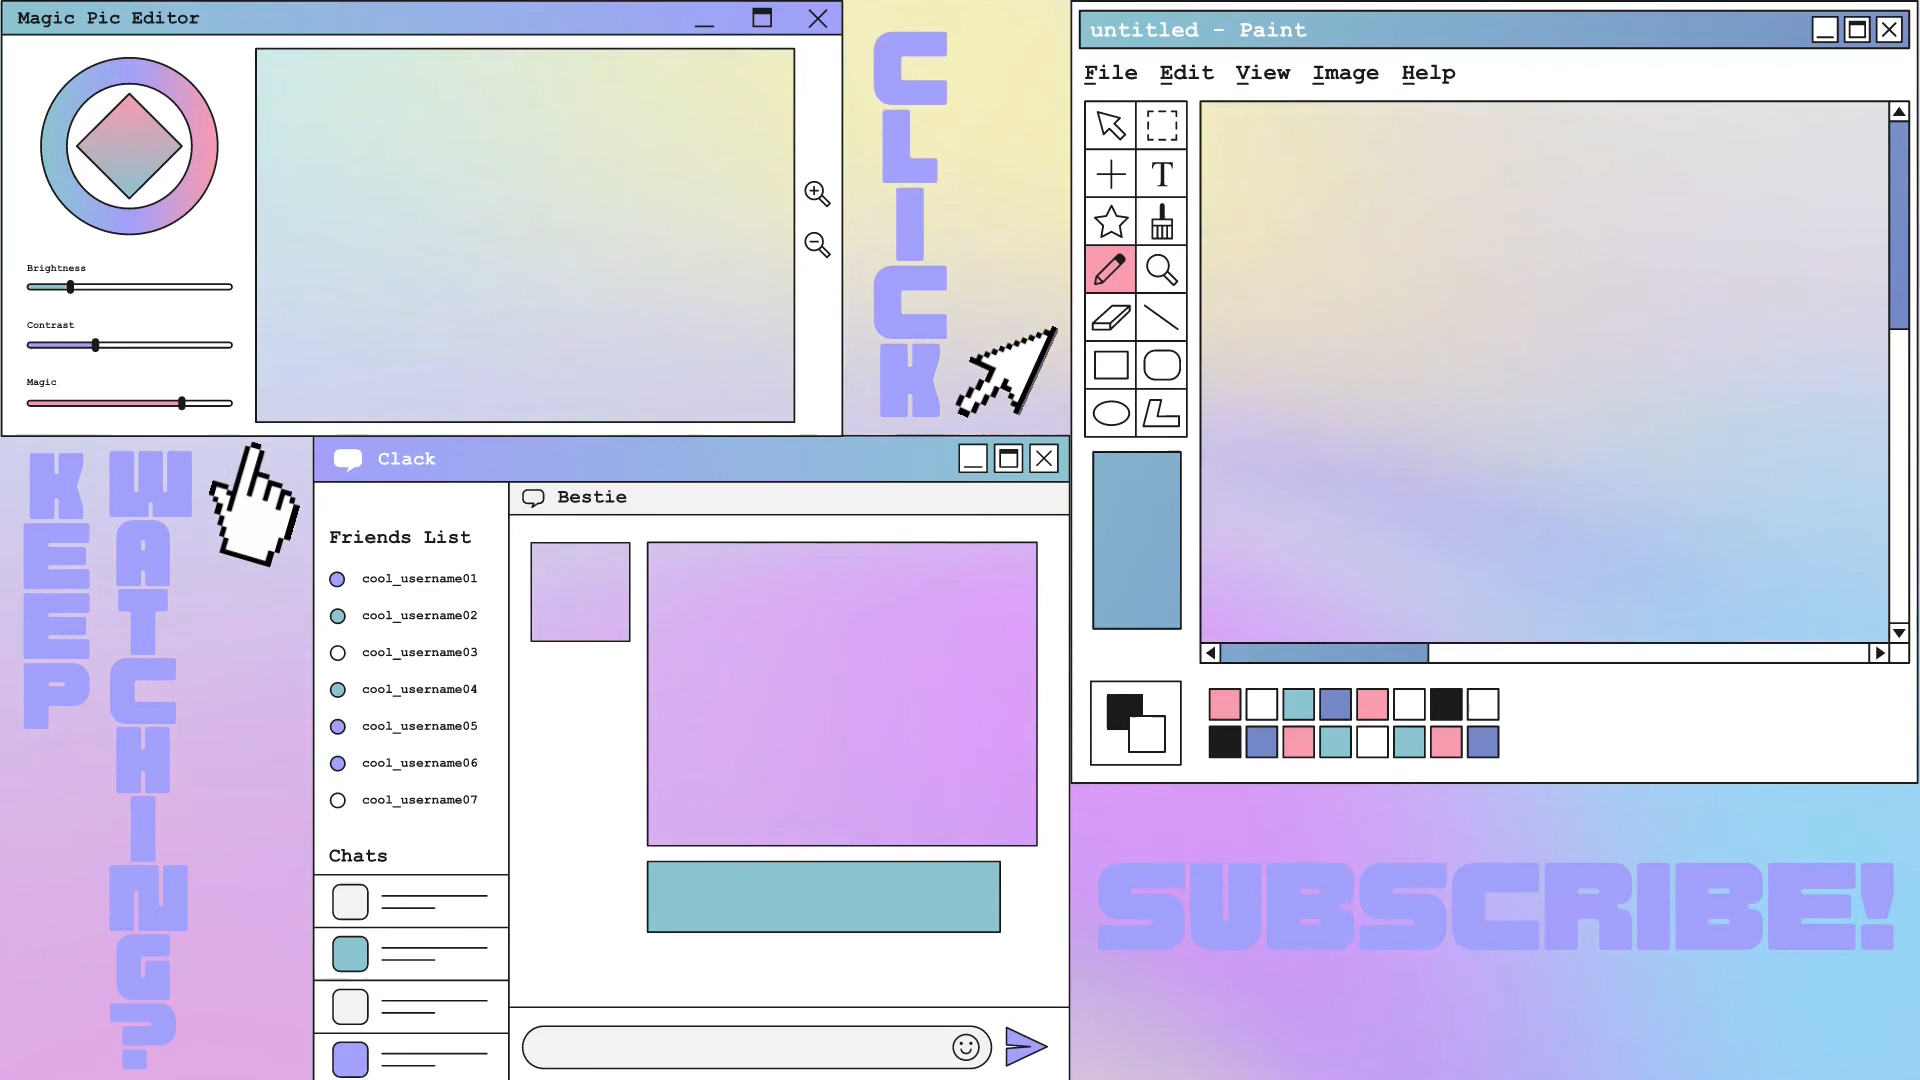 Magic Pic Editor
Brightness
Contrast
Magic
CLICK
untitled - Paint
File Edit View Image Help
T
KEEP
WATCHING?
Clack
Bestie
Friends List
cool_username01
cool_username02
cool_username03
cool_username04
cool_username05
cool_username06
cool_username07
Chats
SUBSCRIBE!